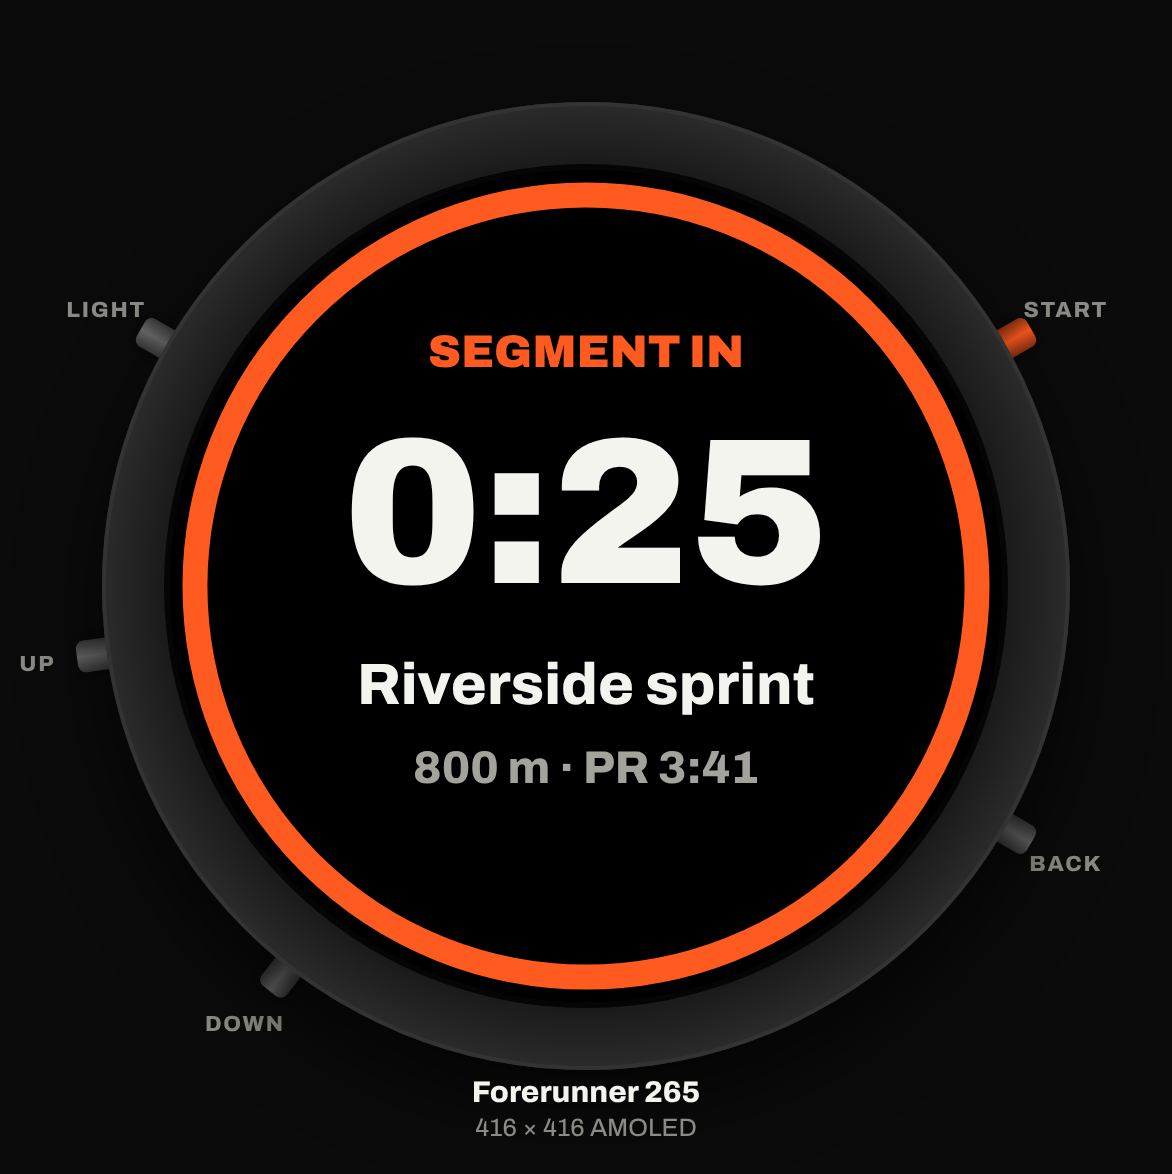 LIGHT
START
SEGMENT IN
0:25
UP
Riverside sprint
800 m · PR 3:41
BACK
DOWN
Forerunner 265
416 × 416 AMOLED